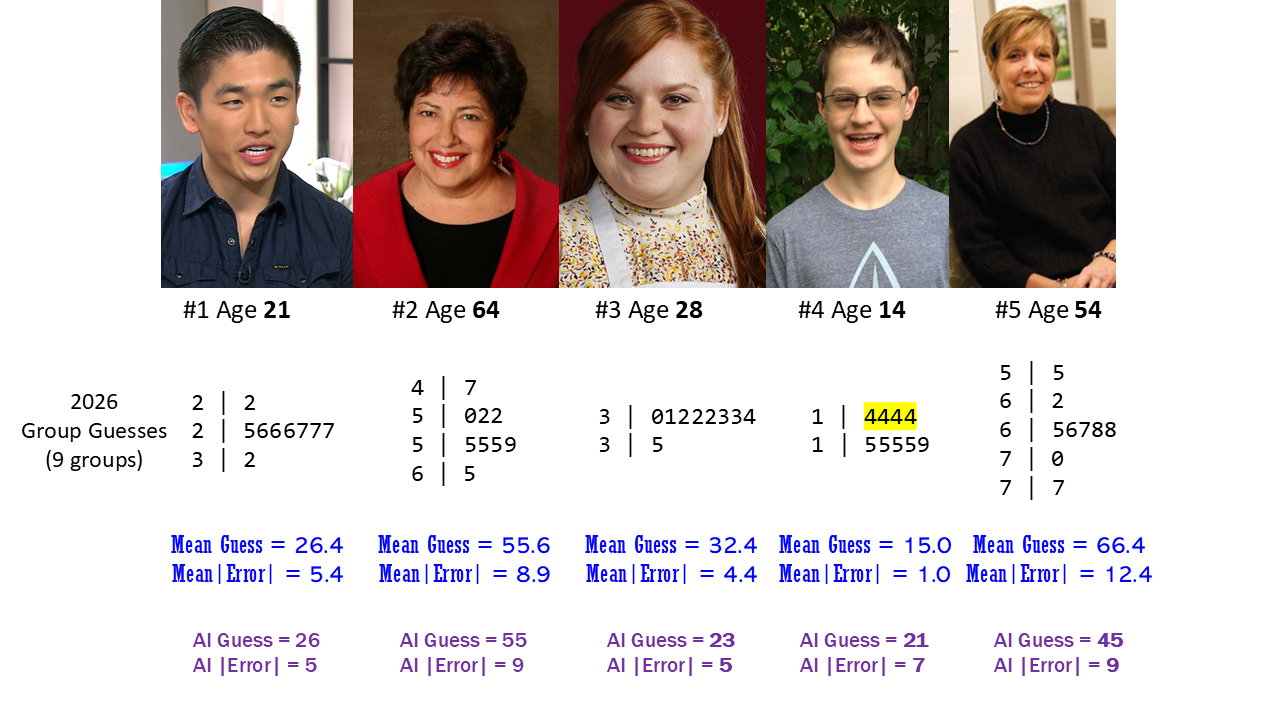 #1 Age 21
#2 Age 64
#3 Age 28
#4 Age 14
#5 Age 54
2026
Group Guesses
(9 groups)
2 | 2
2 | 5666777
3 | 2
4 | 7
5 | 022
5 | 5559
6 | 5
3 | 01222334
3 | 5
1 | 4444
1 | 55559
5 | 5
6 | 2
6 | 56788
7 | 0
7 | 7
Mean Guess = 26.4
Mean|Error| = 5.4
Mean Guess = 55.6
Mean|Error| = 8.9
Mean Guess = 32.4
Mean|Error| = 4.4
Mean Guess = 15.0
Mean|Error| = 1.0
Mean Guess = 66.4
Mean|Error| = 12.4
AI Guess = 26
AI |Error| = 5
AI Guess = 55
AI |Error| = 9
AI Guess = 23
AI |Error| = 5
AI Guess = 21
AI |Error| = 7
AI Guess = 45
AI |Error| = 9